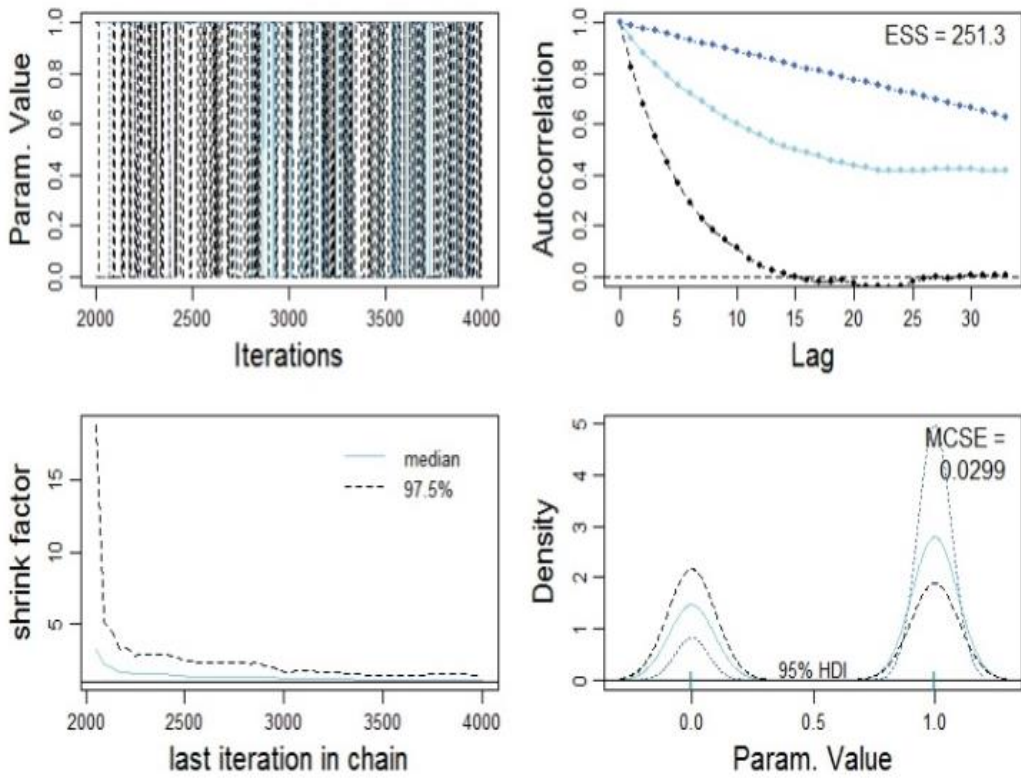 Param. Value
0.0 0.2 0.4 0.6 0.8 1.0
2000 2500 3000 3500 4000
Iterations
Autocorrelation
0.0 0.2 0.4 0.6 0.8 1.0
ESS = 251.3
0 5 10 15 20 25 30
Lag
shrink factor
5 10 15
median
97.5%
2000 2500 3000 3500 4000
last iteration in chain
Density
0 1 2 3 4 5
MCSE =
0.0299
95% HDI
0.0 0.5 1.0
Param. Value